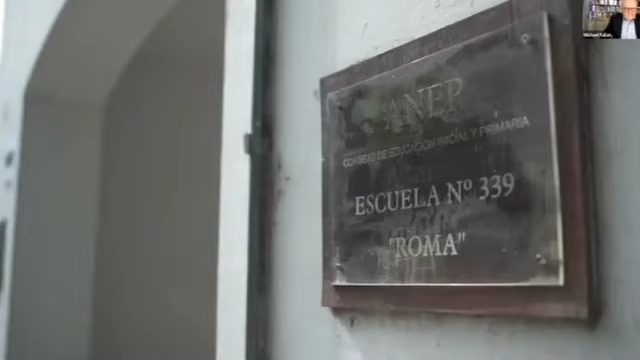 ANEP
CONSEJO DE EDUCACIÓN INICIAL Y PRIMARIA
ESCUELA Nº 339
"ROMA"